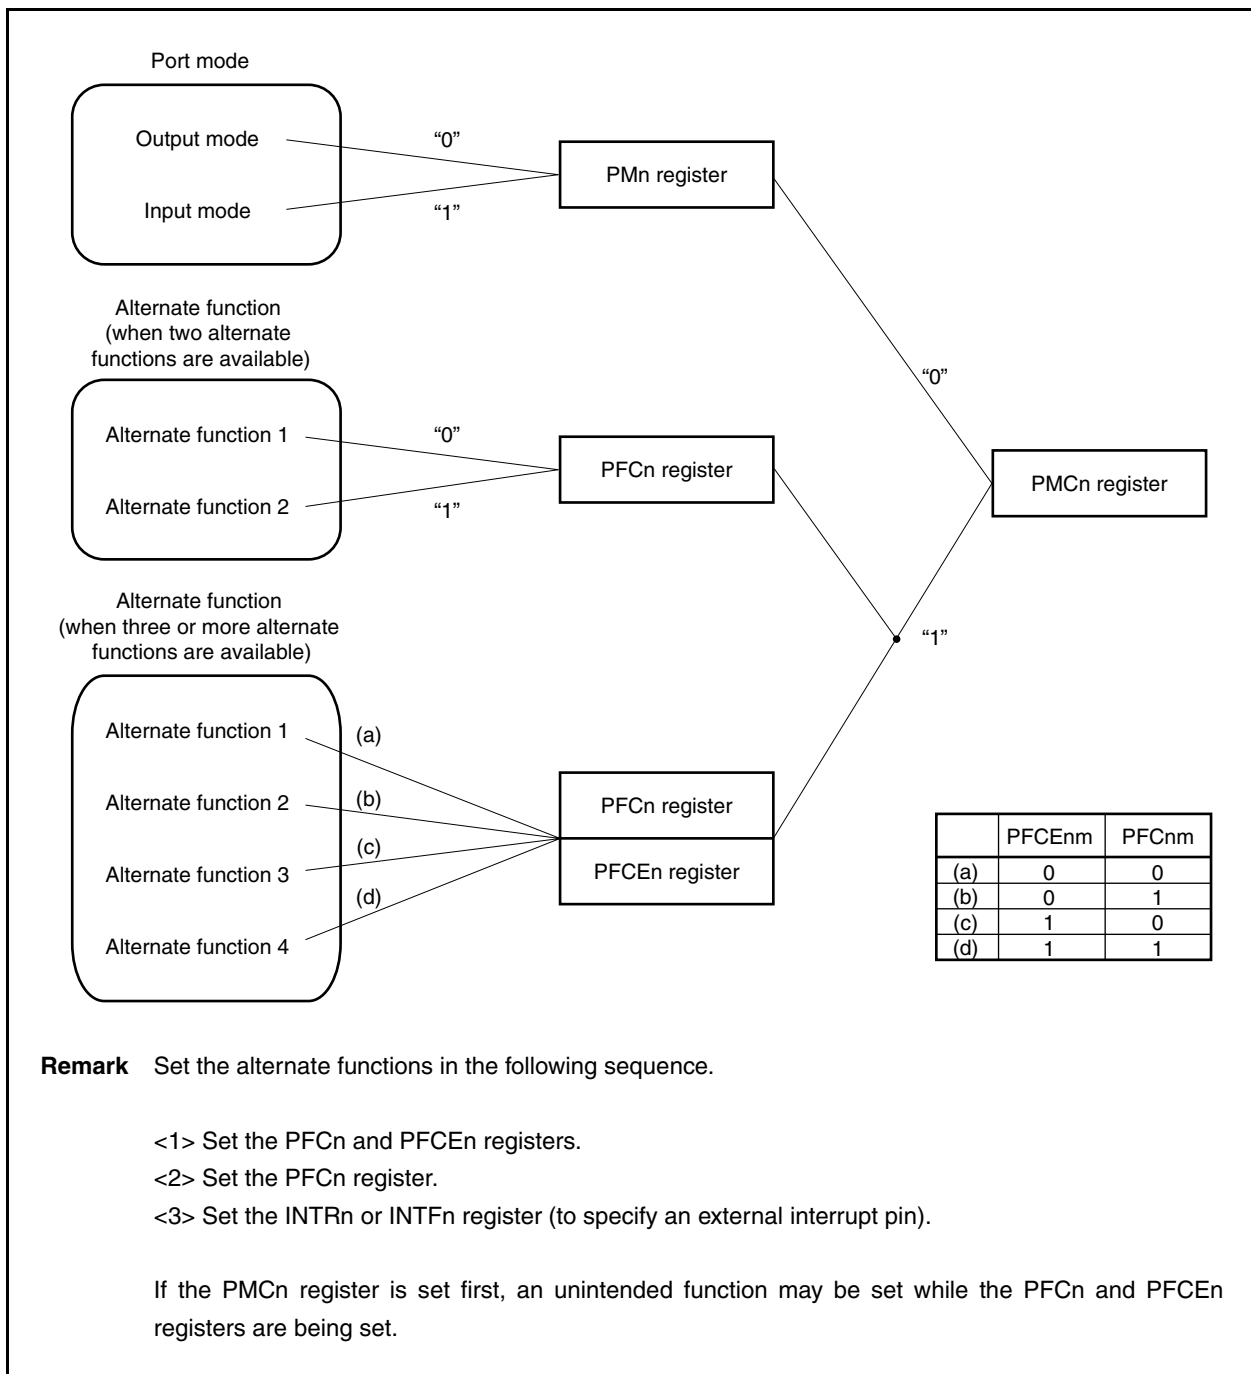 Port mode
Output mode
Input mode
“0”
“1”
PMn register
Alternate function
(when two alternate
functions are available)
Alternate function 1
Alternate function 2
“0”
“1”
PFCn register
“0”
PMCn register
“1”
Alternate function
(when three or more alternate
functions are available)
Alternate function 1
Alternate function 2
Alternate function 3
Alternate function 4
(a)
(b)
(c)
(d)
PFCn register
PFCEn register
PFCEnm PFCnm
(a) 0 0
(b) 0 1
(c) 1 0
(d) 1 1
Remark Set the alternate functions in the following sequence.
<1> Set the PFCn and PFCEn registers.
<2> Set the PFCn register.
<3> Set the INTRn or INTFn register (to specify an external interrupt pin).
If the PMCn register is set first, an unintended function may be set while the PFCn and PFCEn
registers are being set.